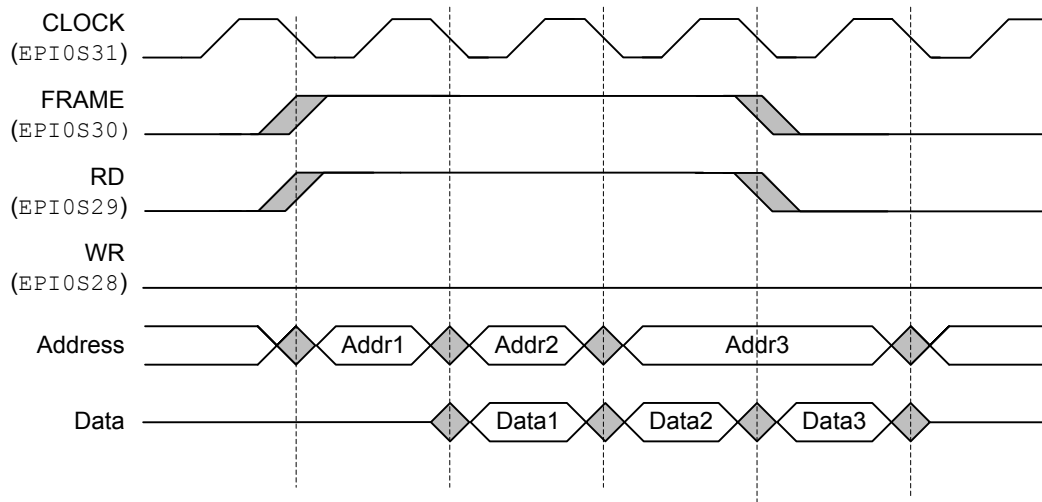 CLOCK
(EPI0S31)
FRAME
(EPI0S30)
RD
(EPI0S29)
WR
(EPI0S28)
Address
Addr1
Addr2
Addr3
Data
Data1
Data2
Data3